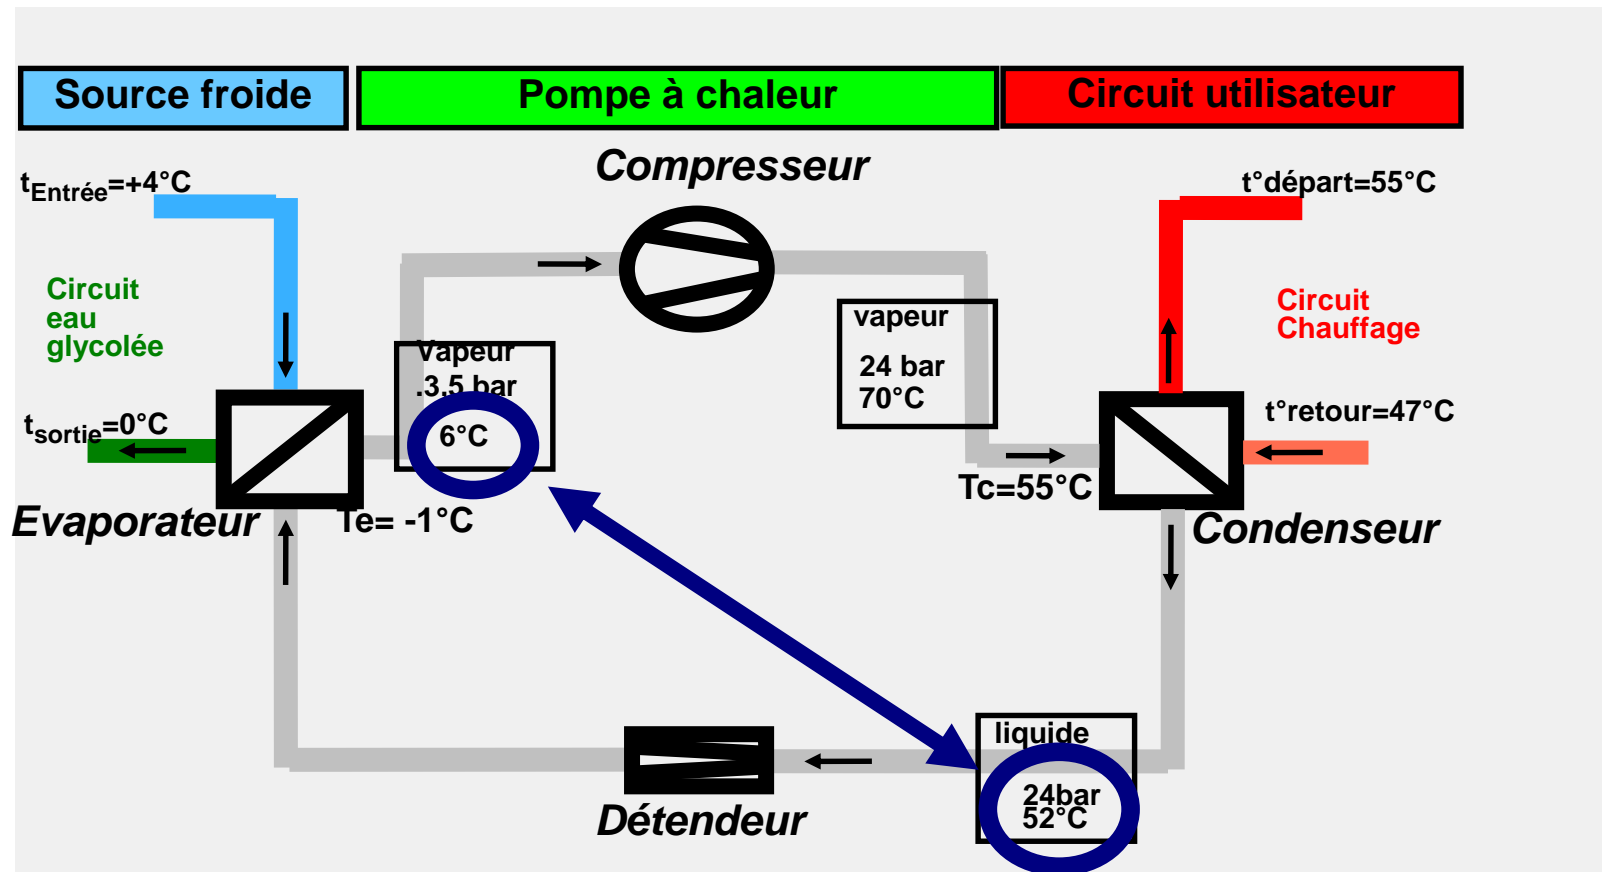 Source froide
Pompe à chaleur
Circuit utilisateur
Compresseur
tEntrée=+4°C
t°départ=55°C
Circuit
eau
glycolée
Circuit
Chauffage
vapeur
24 bar
70°C
Vapeur
.3,5 bar
6°C
tsortie=0°C
t°retour=47°C
Tc=55°C
Evaporateur
Te= -1°C
Condenseur
liquide
24bar
52°C
Détendeur